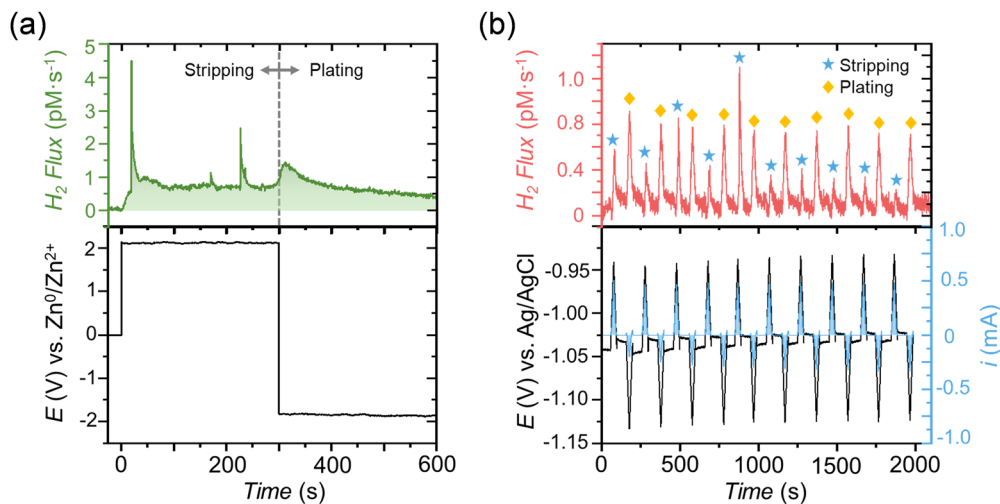 (a)
H₂ Flux (pM·s⁻¹)
5
4
3
2
1
0
Stripping
Plating
E (V) vs. Zn⁰/Zn²⁺
2
0
-2
0 200 400 600
Time (s)
(b)
H₂ Flux (pM·s⁻¹)
1.0
0.8
0.4
0
Stripping
Plating
E (V) vs. Ag/AgCl
-0.95
-1.00
-1.05
-1.10
-1.15
1.0
0.5
0
-0.5
-1.0
i (mA)
0 500 1000 1500 2000
Time (s)